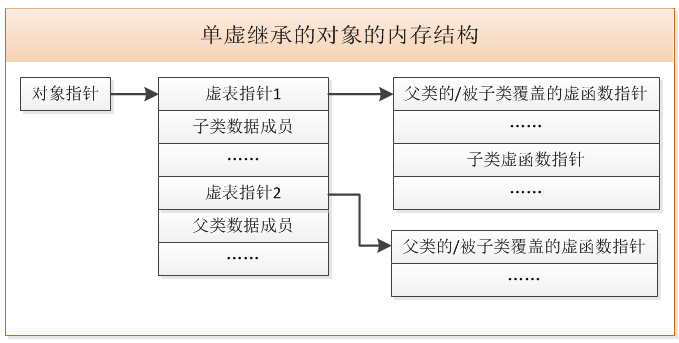 单虚继承的对象的内存结构
对象指针
虚表指针1
子类数据成员
……
虚表指针2
父类数据成员
……
父类的/被子类覆盖的虚函数指针
……
子类虚函数指针
……
父类的/被子类覆盖的虚函数指针
……